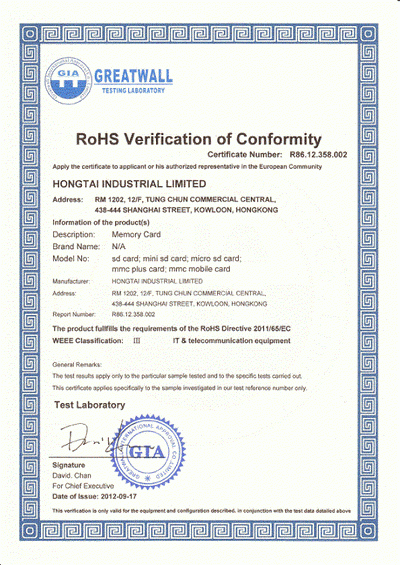 GIA
GREATWALL
TESTING LABORATORY
RoHS Verification of Conformity
Certificate Number: R86.12.358.002
Apply the certificate to applicant or his authorized representative in the European Community
HONGTAI INDUSTRIAL LIMITED
Address: RM 1202, 12/F, TUNG CHUN COMMERCIAL CENTRAL,
438-444 SHANGHAI STREET, KOWLOON, HONGKONG
Information of the product(s)
Description: Memory Card
Brand Name: N/A
Model No: sd card; mini sd card; micro sd card;
mmc plus card; mmc mobile card
Manufacturer: HONGTAI INDUSTRIAL LIMITED
Address: RM 1202, 12/F, TUNG CHUN COMMERCIAL CENTRAL,
438-444 SHANGHAI STREET, KOWLOON, HONGKONG
Report Number: R86.12.358.002
The product fullfills the requirements of the RoHS Directive 2011/65/EC
WEEE Classification: III IT & telecommunication equipment
General Remarks:
The test results apply only to the particular sample tested and to the specific tests carried out.
This certificate applies specifically to the sample investigated in our test reference number only.
Test Laboratory
GREATWALL INTERNATIONAL APPROVAL CO LIMITED
GIA
Signature
David. Chan
For Chief Executive
Date of Issue: 2012-09-17
This verification is only valid for the equipment and configuration described, in conjunction with the test data detailed above